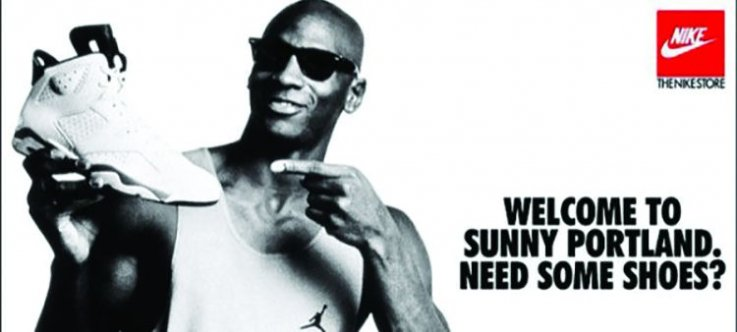 NIKE
THE NIKE STORE
WELCOME TO
SUNNY PORTLAND.
NEED SOME SHOES?